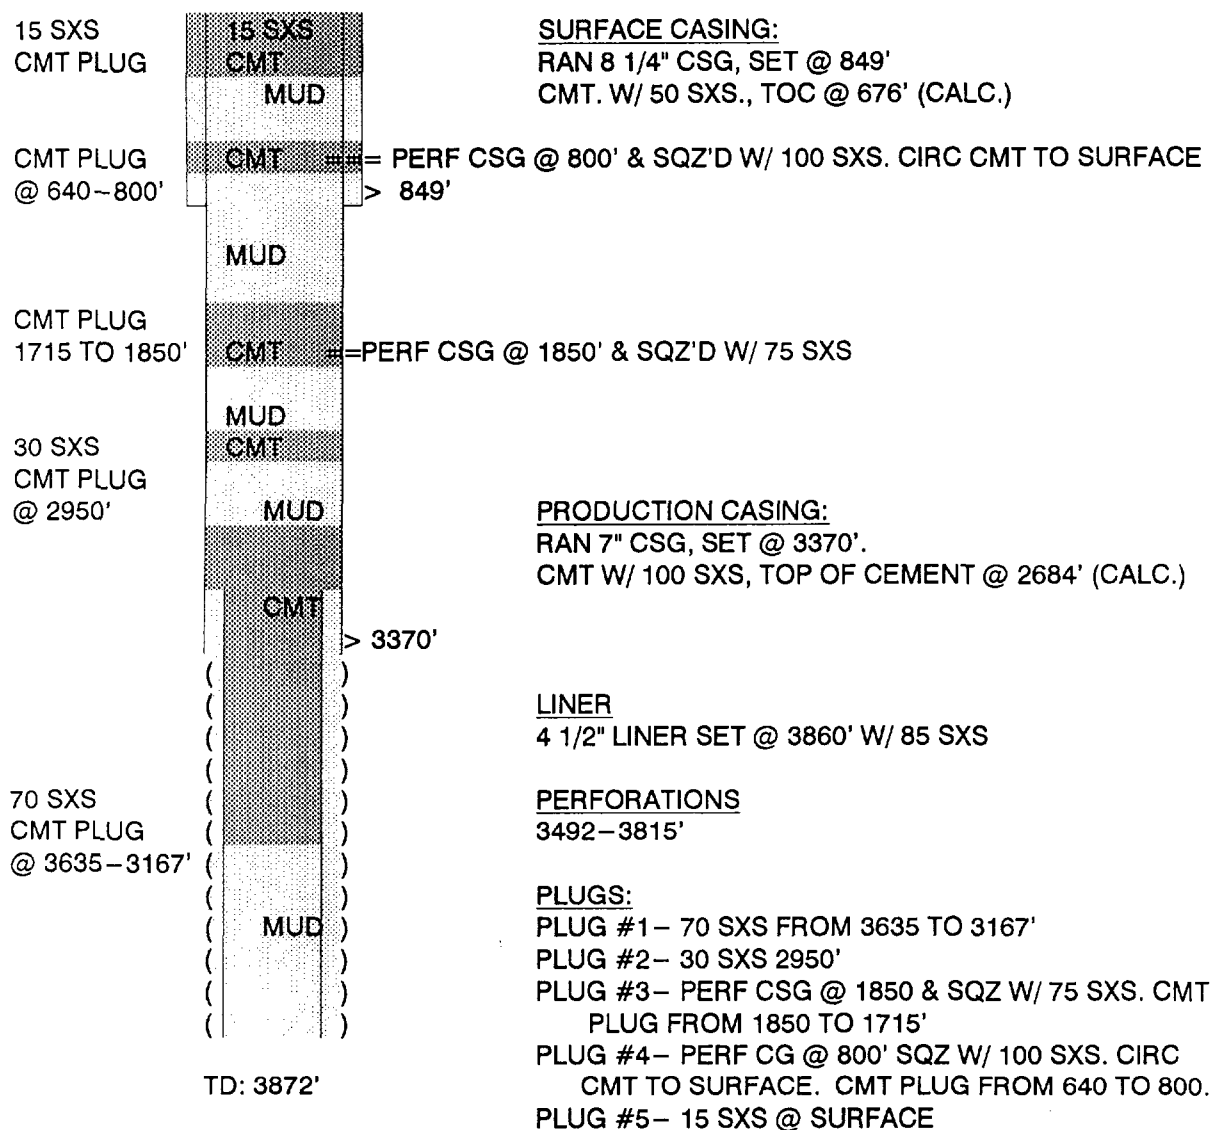 15 SXS
CMT PLUG
15 SXS
CMT
MUD
SURFACE CASING:
RAN 8 1/4" CSG, SET @ 849'
CMT. W/ 50 SXS., TOC @ 676' (CALC.)
CMT PLUG
@ 640–800'
CMT
=== PERF CSG @ 800' & SQZ'D W/ 100 SXS. CIRC CMT TO SURFACE
> 849'
MUD
CMT PLUG
1715 TO 1850'
CMT
==PERF CSG @ 1850' & SQZ'D W/ 75 SXS
MUD
30 SXS
CMT PLUG
@ 2950'
CMT
MUD
PRODUCTION CASING:
RAN 7" CSG, SET @ 3370'.
CMT W/ 100 SXS, TOP OF CEMENT @ 2684' (CALC.)
CMT
> 3370'
LINER
4 1/2" LINER SET @ 3860' W/ 85 SXS
70 SXS
CMT PLUG
@ 3635–3167'
PERFORATIONS
3492–3815'
MUD
PLUGS:
PLUG #1– 70 SXS FROM 3635 TO 3167'
PLUG #2– 30 SXS 2950'
PLUG #3– PERF CSG @ 1850 & SQZ W/ 75 SXS. CMT
PLUG FROM 1850 TO 1715'
PLUG #4– PERF CG @ 800' SQZ W/ 100 SXS. CIRC
CMT TO SURFACE. CMT PLUG FROM 640 TO 800.
PLUG #5– 15 SXS @ SURFACE
TD: 3872'